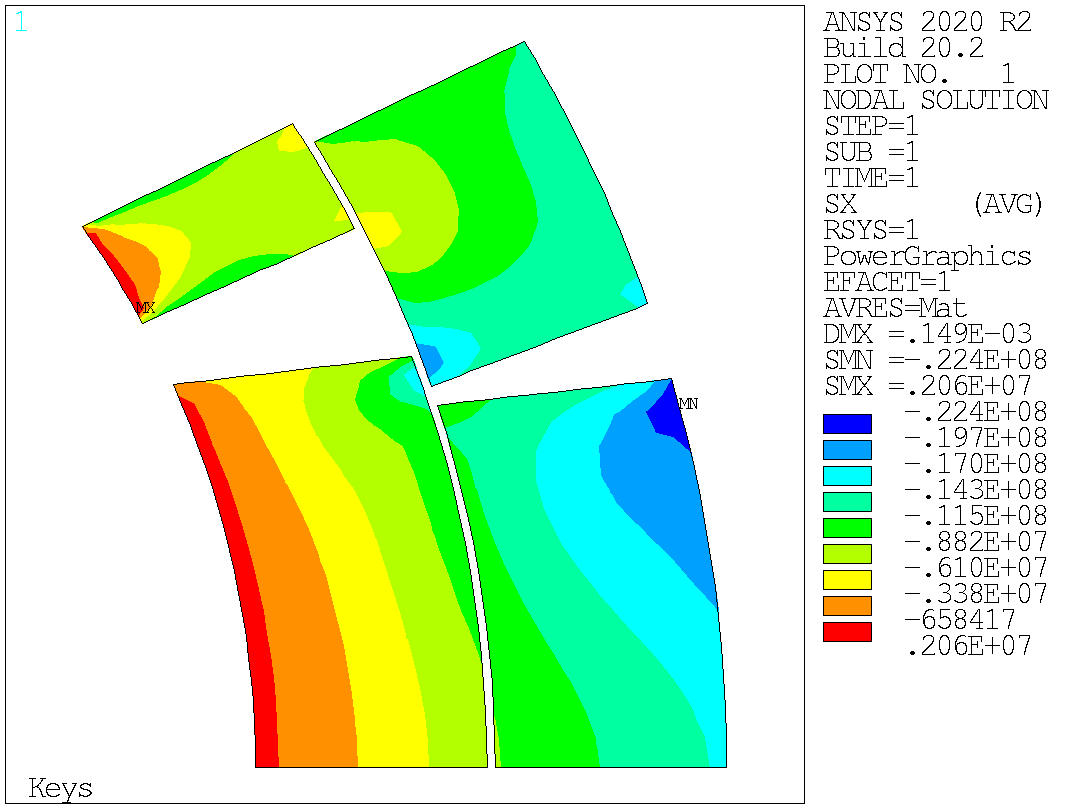 1
ANSYS 2020 R2
Build 20.2
PLOT NO. 1
NODAL SOLUTION
STEP=1
SUB =1
TIME=1
SX (AVG)
RSYS=1
PowerGraphics
EFACET=1
AVRES=Mat
DMX =.149E-03
SMN =-.224E+08
SMX =.206E+07
-.224E+08
-.197E+08
-.170E+08
-.143E+08
-.115E+08
-.882E+07
-.610E+07
-.338E+07
-658417
.206E+07
MX
MN
Keys